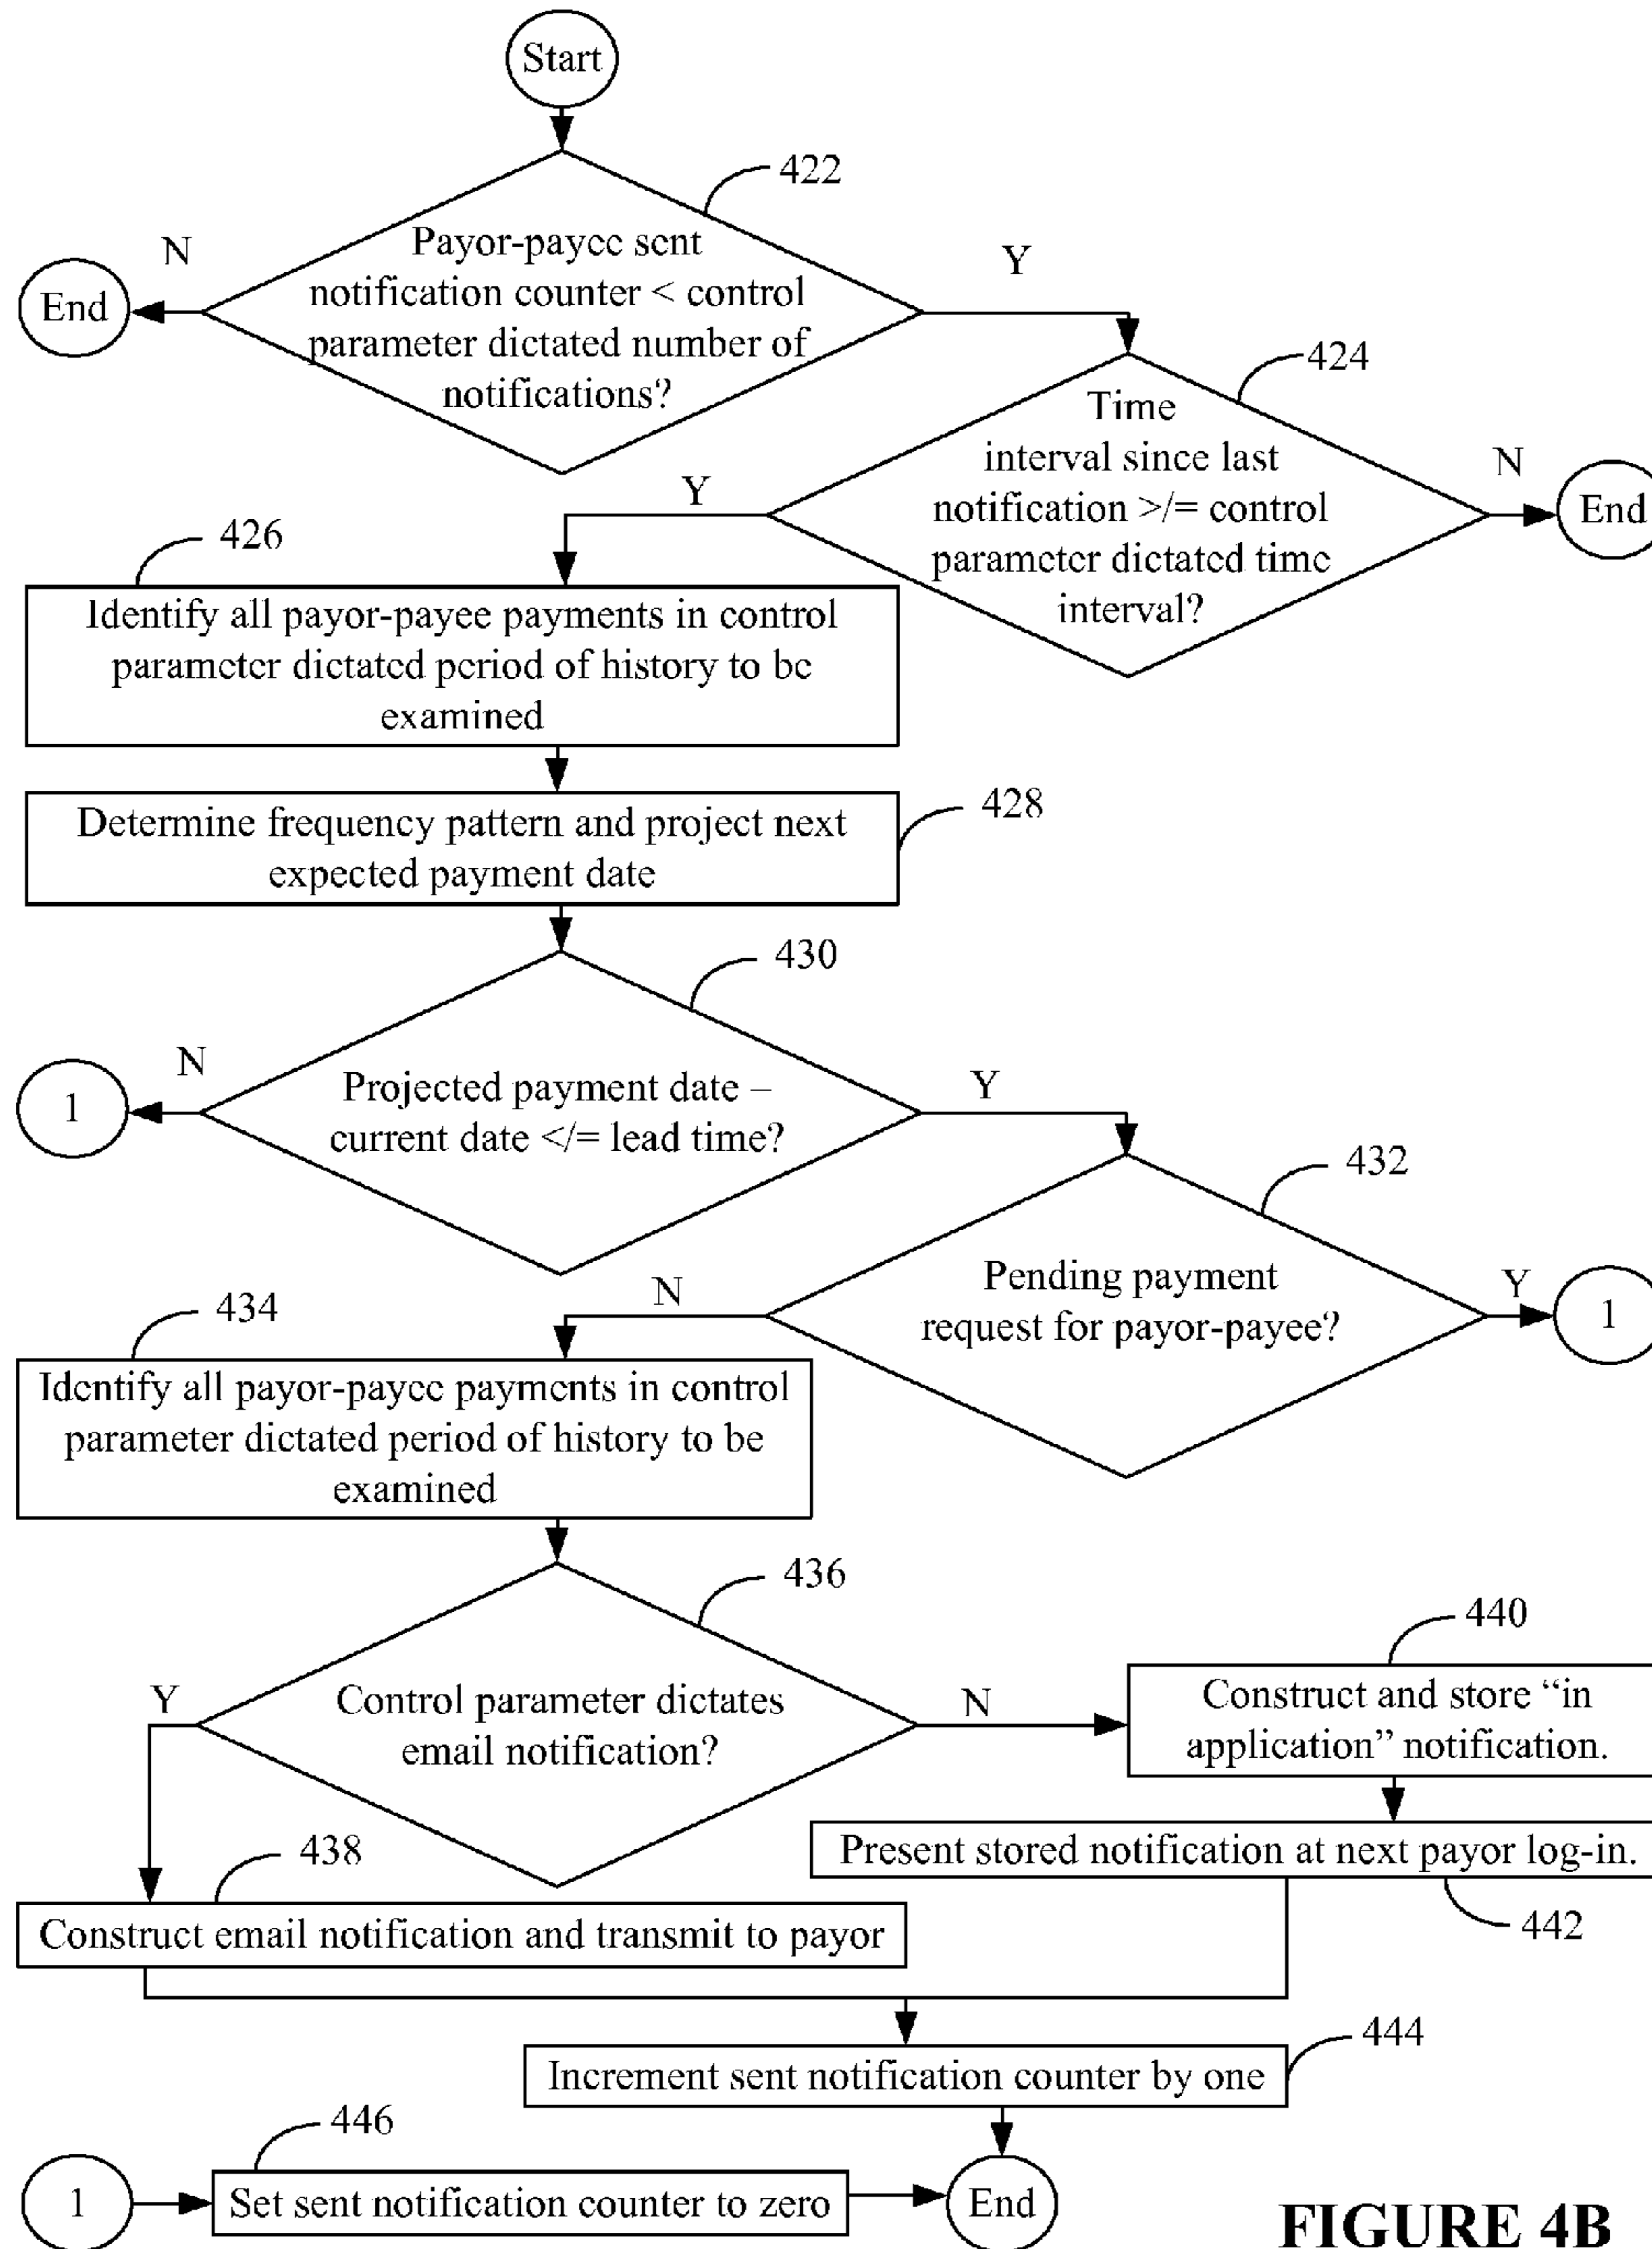 Start
422
Payor-payee sent
notification counter < control
parameter dictated number of
notifications?
N
End
Y
424
Time
interval since last
notification >/= control
parameter dictated time
interval?
N
End
Y
426
Identify all payor-payee payments in control
parameter dictated period of history to be
examined
428
Determine frequency pattern and project next
expected payment date
430
Projected payment date –
current date </= lead time?
N
1
Y
432
Pending payment
request for payor-payee?
Y
1
N
434
Identify all payor-payee payments in control
parameter dictated period of history to be
examined
436
Control parameter dictates
email notification?
Y
N
440
Construct and store “in
application” notification.
438
Construct email notification and transmit to payor
Present stored notification at next payor log-in.
442
444
Increment sent notification counter by one
446
1
Set sent notification counter to zero
End
FIGURE 4B